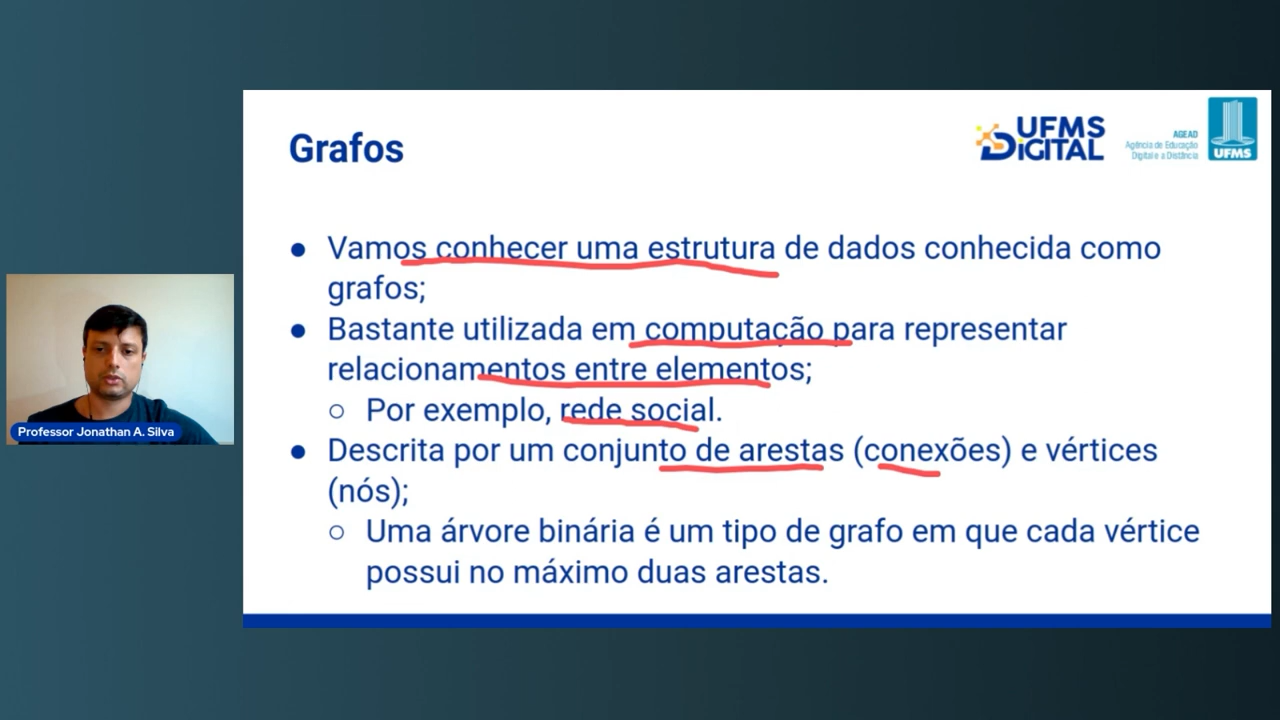 Grafos
UFMS
DIGITAL
AGEAD
Agência de Educação
Digital e a Distância
UFMS
● Vamos conhecer uma estrutura de dados conhecida como
grafos;
● Bastante utilizada em computação para representar
relacionamentos entre elementos;
○ Por exemplo, rede social.
● Descrita por um conjunto de arestas (conexões) e vértices
(nós);
○ Uma árvore binária é um tipo de grafo em que cada vértice
possui no máximo duas arestas.
Professor Jonathan A. Silva